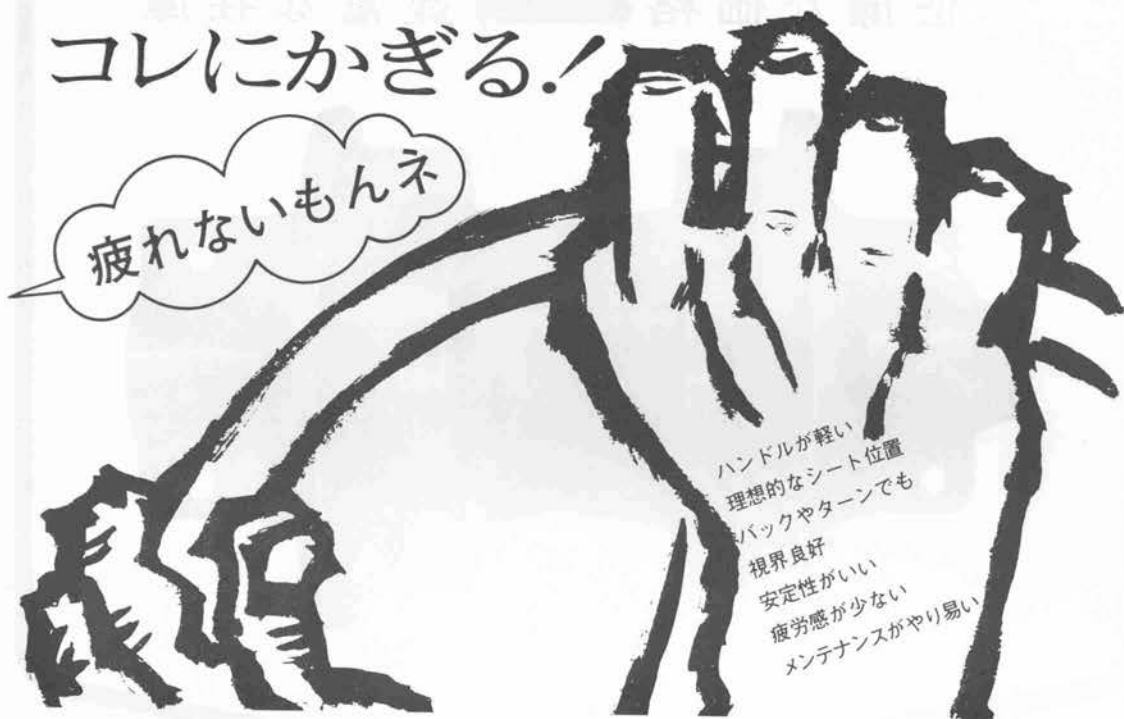 コレにかぎる!
疲れないもんネ
ハンドルが軽い
理想的なシート位置
バックやターンでも
視界良好
安定性がいい
疲労感が少ない
メンテナンスがやり易い